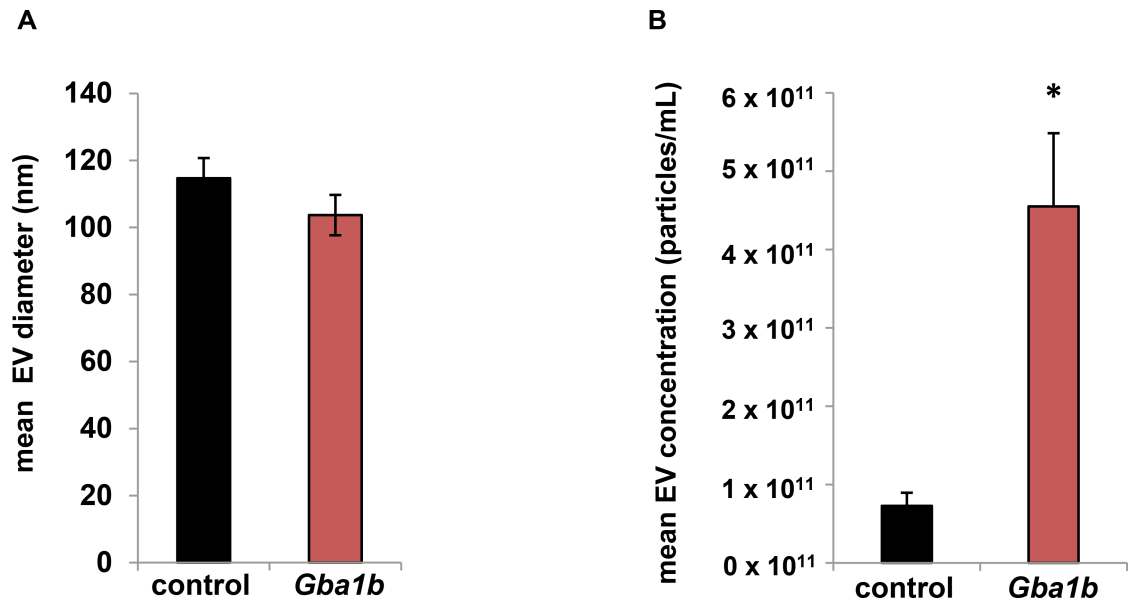 A
mean EV diameter (nm)
140
120
100
80
60
40
20
0
control Gba1b
B
mean EV concentration (particles/mL)
6 x 10¹¹
5 x 10¹¹
4 x 10¹¹
3 x 10¹¹
2 x 10¹¹
1 x 10¹¹
0 x 10¹¹
*
control Gba1b